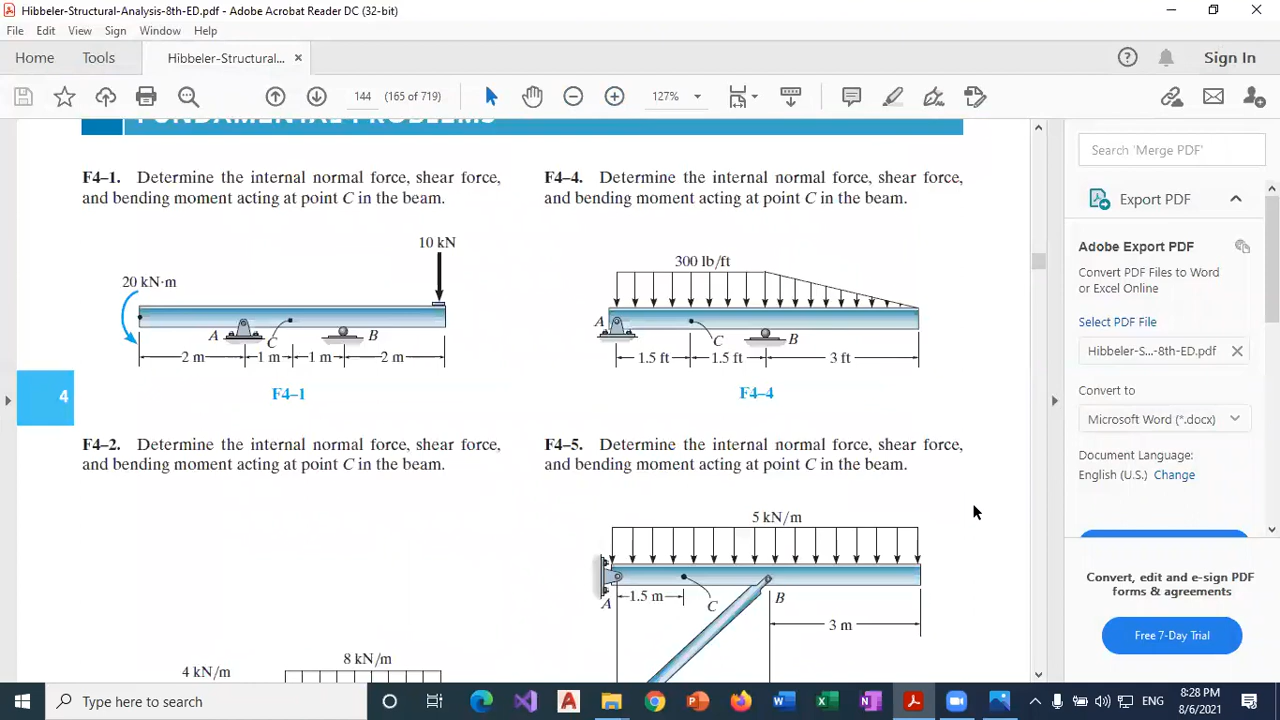 Hibbeler-Structural-Analysis-8th-ED.pdf - Adobe Acrobat Reader DC (32-bit)
File Edit View Sign Window Help
Home Tools Hibbeler-Structural... × Sign In
144 (165 of 719) 127%
FUNDAMENTAL PROBLEMS
F4–1. Determine the internal normal force, shear force,
and bending moment acting at point C in the beam.
10 kN
20 kN·m
A
C
B
2 m 1 m 1 m 2 m
F4–1
F4–2. Determine the internal normal force, shear force,
and bending moment acting at point C in the beam.
8 kN/m
4 kN/m
4
F4–4. Determine the internal normal force, shear force,
and bending moment acting at point C in the beam.
300 lb/ft
A
C
B
1.5 ft 1.5 ft 3 ft
F4–4
F4–5. Determine the internal normal force, shear force,
and bending moment acting at point C in the beam.
5 kN/m
A
1.5 m
C
B
3 m
Search 'Merge PDF'
Export PDF
Adobe Export PDF
Convert PDF Files to Word
or Excel Online
Select PDF File
Hibbeler-S...-8th-ED.pdf ×
Convert to
Microsoft Word (*.docx)
Document Language:
English (U.S.) Change
Convert, edit and e-sign PDF
forms & agreements
Free 7-Day Trial
Type here to search
ENG
8:28 PM
8/6/2021